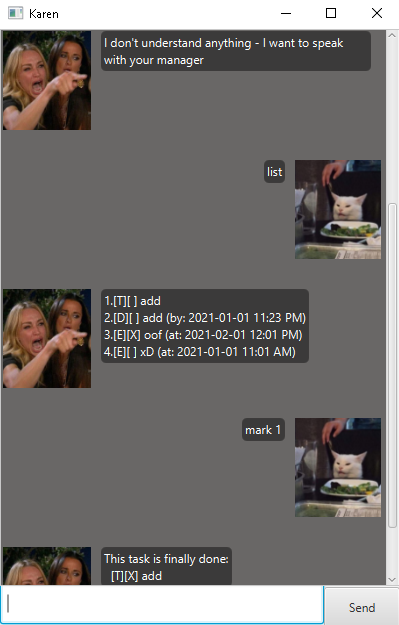 Karen
I don't understand anything - I want to speak
with your manager
list
1.[T][ ] add
2.[D][ ] add (by: 2021-01-01 11:23 PM)
3.[E][X] oof (at: 2021-02-01 12:01 PM)
4.[E][ ] xD (at: 2021-01-01 11:01 AM)
mark 1
This task is finally done:
[T][X] add
Send